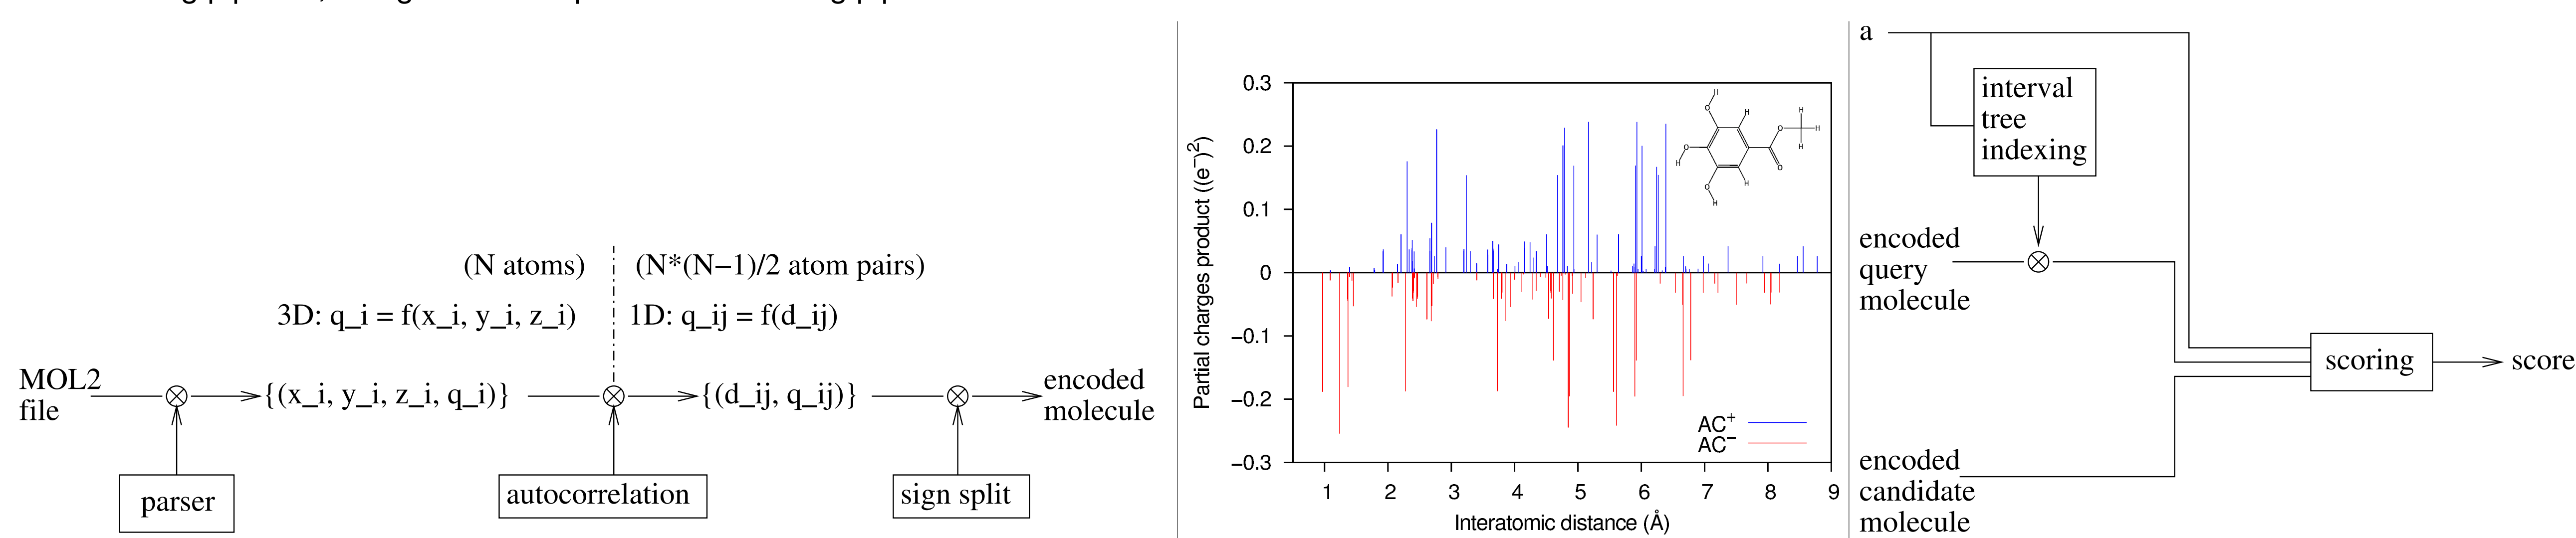 (N atoms)
(N*(N−1)/2 atom pairs)
3D: q_i = f(x_i, y_i, z_i)
1D: q_ij = f(d_ij)
MOL2
file
{(x_i, y_i, z_i, q_i)}
{(d_ij, q_ij)}
encoded
molecule
parser
autocorrelation
sign split
Partial charges product ((e⁻)²)
0.3
0.2
0.1
0
−0.1
−0.2
−0.3
1 2 3 4 5 6 7 8 9
Interatomic distance (Å)
AC⁺
AC⁻
H
O
H
O
H
O
H
O
H
H
O
H
H
O
H
a
interval
tree
indexing
encoded
query
molecule
encoded
candidate
molecule
scoring
score